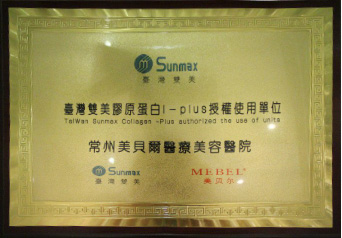 Sunmax
臺灣雙美
臺灣雙美膠原蛋白I-plus授權使用單位
TaiWan Sunmax Collagen -Plus authorized the use of units
常州美貝爾醫療美容醫院
Sunmax MEBEL
臺灣雙美 美贝尔